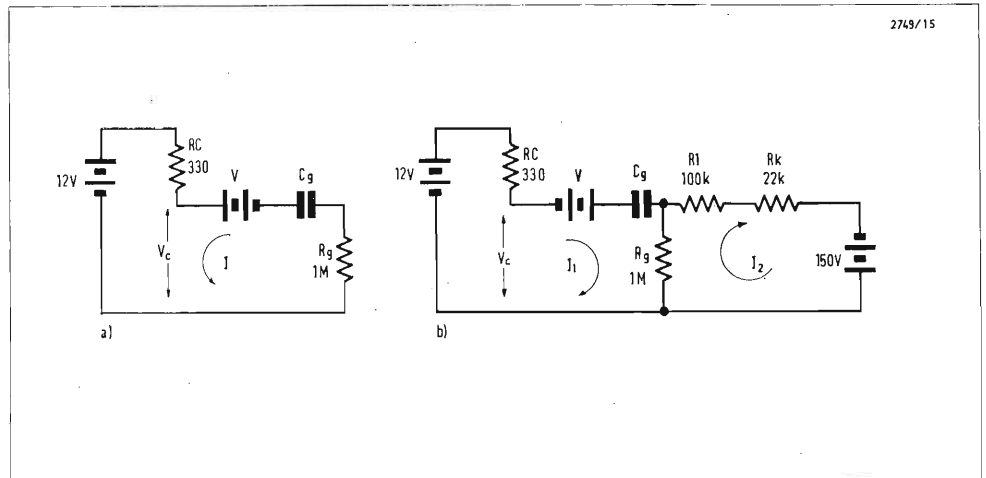 2749/15
12V
RC
330
V
Cg
Vc
I
Rg
1M
a)
12V
RC
330
V
Cg
R1
100k
Rk
22k
Vc
I1
Rg
1M
I2
150V
b)